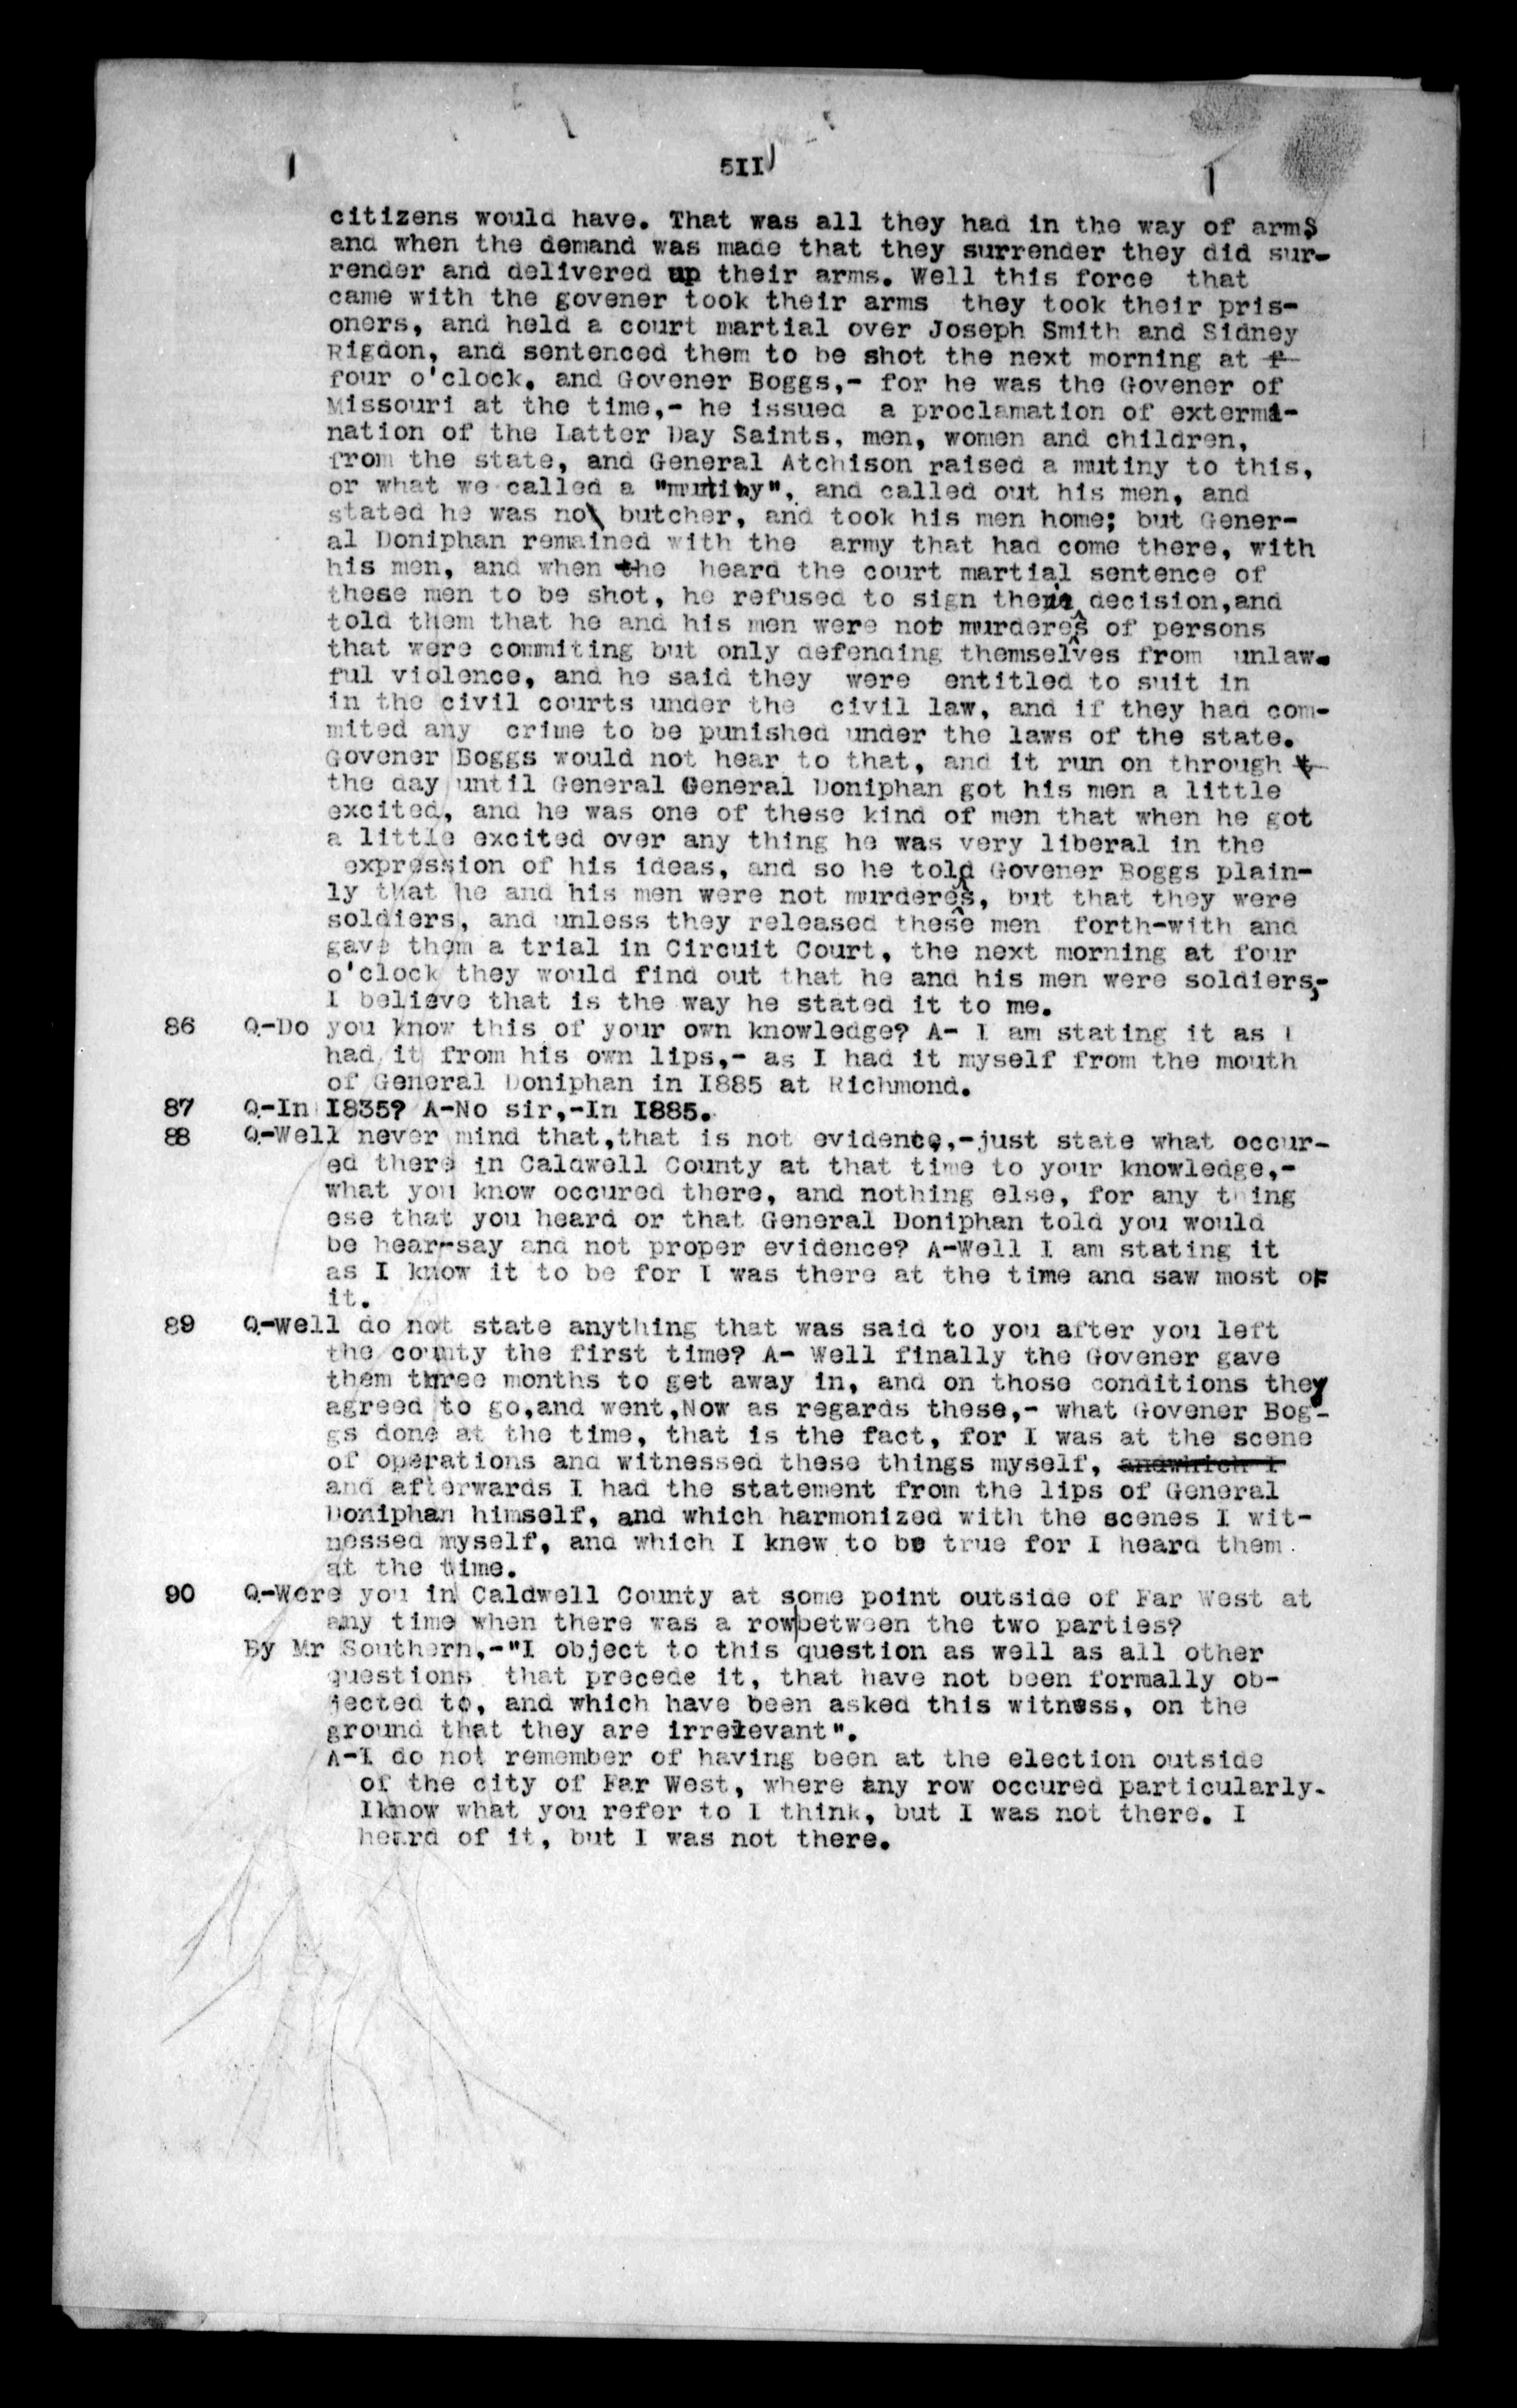 511
citizens would have. That was all they had in the way of arms
and when the demand was made that they surrender they did sur-
render and delivered up their arms. Well this force that
came with the govener took their arms they took their pris-
oners, and held a court martial over Joseph Smith and Sidney
Rigdon, and sentenced them to be shot the next morning at f
four o'clock, and Govener Boggs,- for he was the Govener of
Missouri at the time,- he issued a proclamation of extermi-
nation of the Latter Day Saints, men, women and children,
from the state, and General Atchison raised a mutiny to this,
or what we called a "mutiny", and called out his men, and
stated he was no butcher, and took his men home; but Gener-
al Doniphan remained with the army that had come there, with
his men, and when he heard the court martial sentence of
these men to be shot, he refused to sign their decision,and
told them that he and his men were not murderes of persons
that were commiting but only defending themselves from unlaw-
ful violence, and he said they were entitled to suit in
in the civil courts under the civil law, and if they had com-
mited any crime to be punished under the laws of the state.
Govener Boggs would not hear to that, and it run on through t
the day until General General Doniphan got his men a little
excited, and he was one of these kind of men that when he got
a little excited over any thing he was very liberal in the
expression of his ideas, and so he told Govener Boggs plain-
ly that he and his men were not murderes, but that they were
soldiers, and unless they released these men forth-with and
gave them a trial in Circuit Court, the next morning at four
o'clock they would find out that he and his men were soldiers,-
I believe that is the way he stated it to me.
86 Q-Do you know this of your own knowledge? A- I am stating it as I
had it from his own lips,- as I had it myself from the mouth
of General Doniphan in 1885 at Richmond.
87 Q-In 1835? A-No sir,-In 1885.
88 Q-Well never mind that,that is not evidence,-just state what occur-
ed there in Caldwell County at that time to your knowledge,-
what you know occured there, and nothing else, for any thing
ese that you heard or that General Doniphan told you would
be hear-say and not proper evidence? A-Well I am stating it
as I know it to be for I was there at the time and saw most of
it.
89 Q-Well do not state anything that was said to you after you left
the county the first time? A- Well finally the Govener gave
them three months to get away in, and on those conditions they
agreed to go,and went,Now as regards these,- what Govener Bog-
gs done at the time, that is the fact, for I was at the scene
of operations and witnessed these things myself, andwhich I
and afterwards I had the statement from the lips of General
Doniphan himself, and which harmonized with the scenes I wit-
nessed myself, and which I knew to be true for I heard them
at the time.
90 Q-Were you in Caldwell County at some point outside of Far West at
any time when there was a row|between the two parties?
By Mr Southern,-"I object to this question as well as all other
questions that precede it, that have not been formally ob-
jected to, and which have been asked this witness, on the
ground that they are irrelevant".
A-I do not remember of having been at the election outside
of the city of Far West, where any row occured particularly.
Iknow what you refer to I think, but I was not there. I
heard of it, but I was not there.